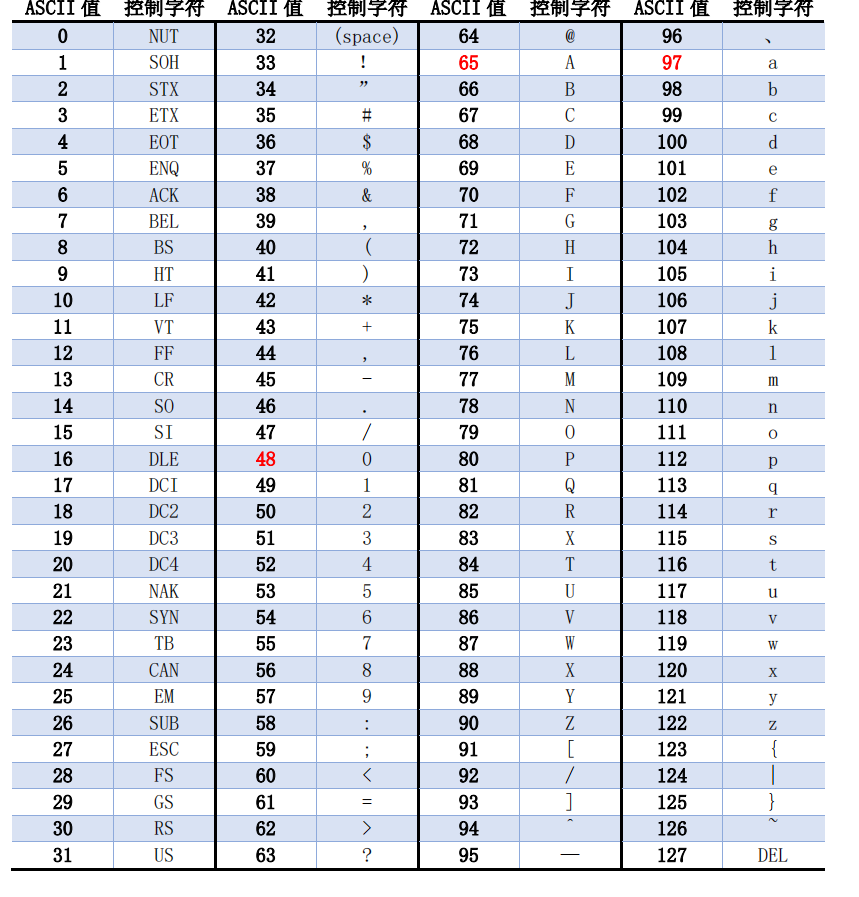 ASCII 值 控制字符 ASCII 值 控制字符 ASCII 值 控制字符 ASCII 值 控制字符
0 NUT 32 (space) 64 @ 96 、
1 SOH 33 ! 65 A 97 a
2 STX 34 ” 66 B 98 b
3 ETX 35 # 67 C 99 c
4 EOT 36 $ 68 D 100 d
5 ENQ 37 % 69 E 101 e
6 ACK 38 & 70 F 102 f
7 BEL 39 , 71 G 103 g
8 BS 40 ( 72 H 104 h
9 HT 41 ) 73 I 105 i
10 LF 42 * 74 J 106 j
11 VT 43 + 75 K 107 k
12 FF 44 , 76 L 108 l
13 CR 45 - 77 M 109 m
14 SO 46 . 78 N 110 n
15 SI 47 / 79 O 111 o
16 DLE 48 0 80 P 112 p
17 DCI 49 1 81 Q 113 q
18 DC2 50 2 82 R 114 r
19 DC3 51 3 83 X 115 s
20 DC4 52 4 84 T 116 t
21 NAK 53 5 85 U 117 u
22 SYN 54 6 86 V 118 v
23 TB 55 7 87 W 119 w
24 CAN 56 8 88 X 120 x
25 EM 57 9 89 Y 121 y
26 SUB 58 : 90 Z 122 z
27 ESC 59 ; 91 [ 123 {
28 FS 60 < 92 / 124 |
29 GS 61 = 93 ] 125 }
30 RS 62 > 94 ^ 126 ~
31 US 63 ? 95 — 127 DEL